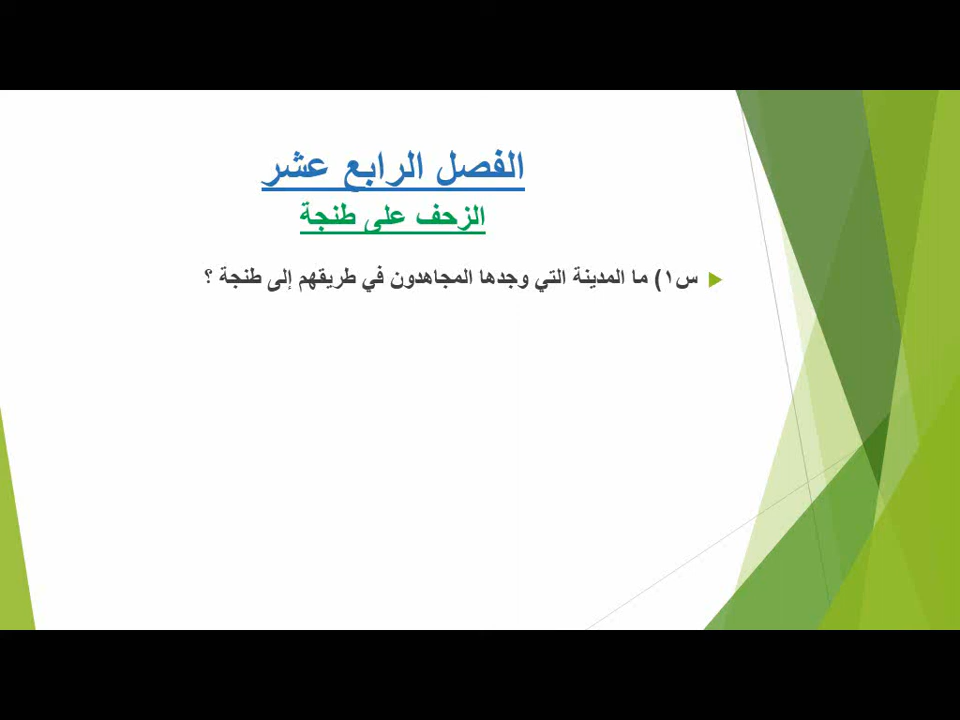 الفصل الرابع عشر
الزحف على طنجة
س١) ما المدينة التي وجدها المجاهدون في طريقهم إلى طنجة ؟